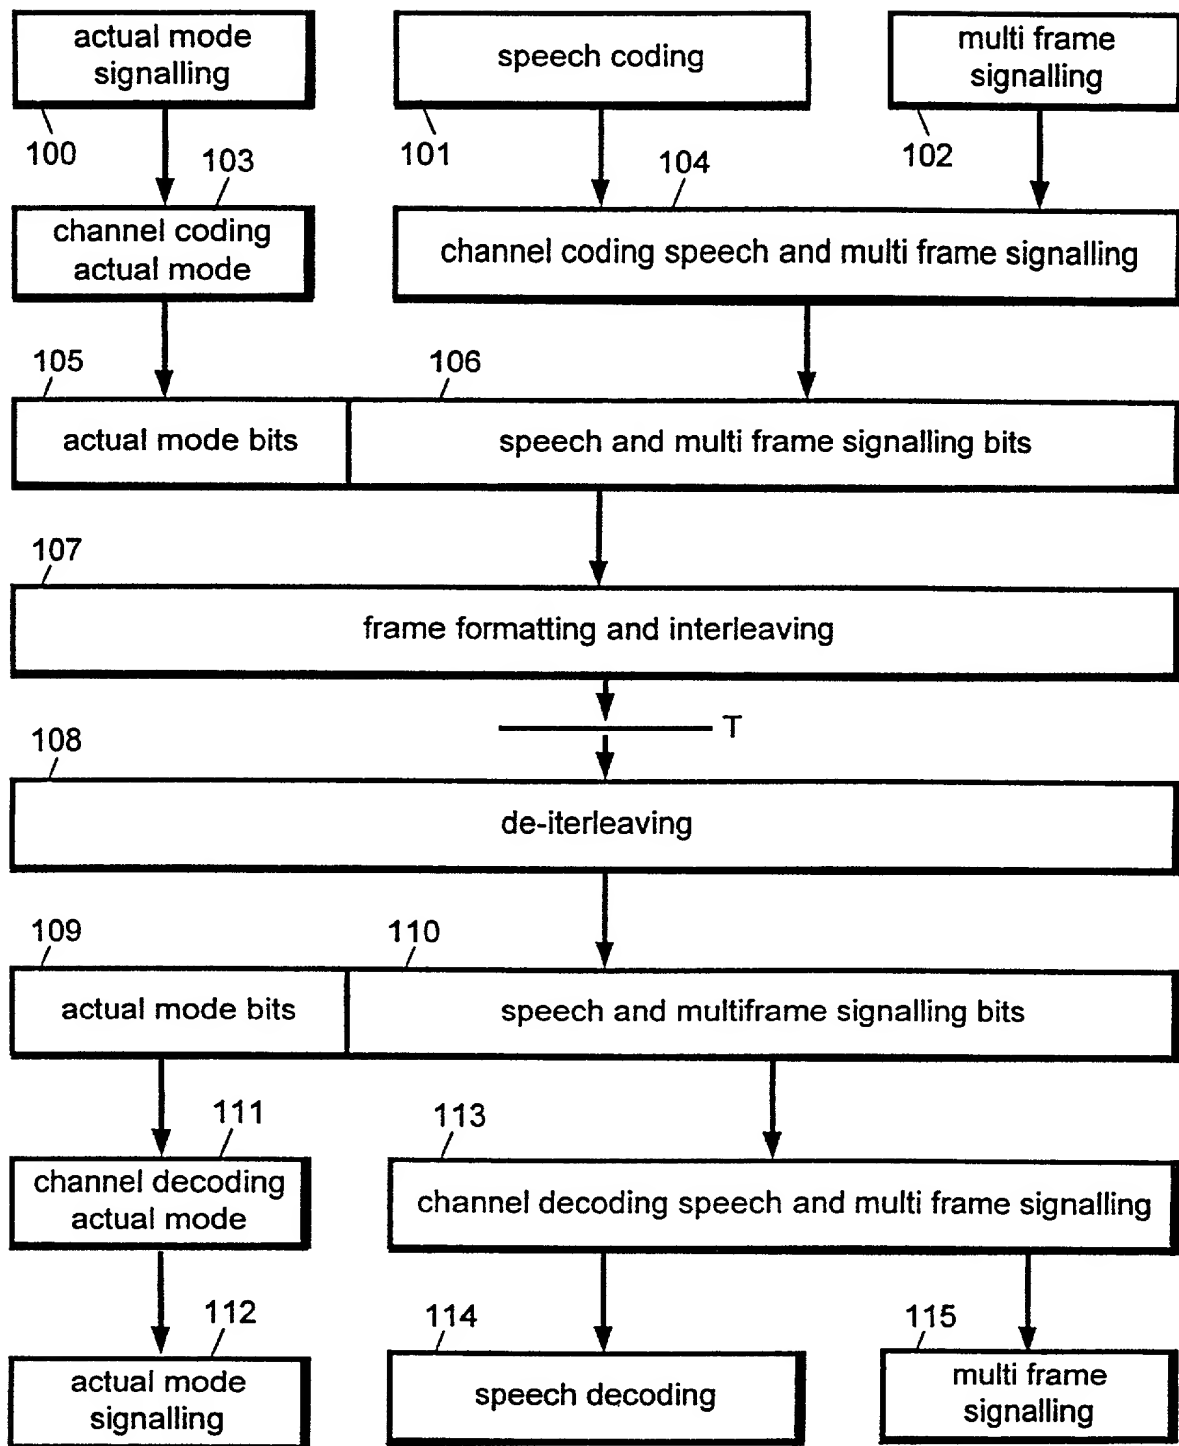 actual mode
signalling
speech coding
multi frame
signalling
100
103
101
104
102
channel coding
actual mode
channel coding speech and multi frame signalling
105
106
actual mode bits
speech and multi frame signalling bits
107
frame formatting and interleaving
T
108
de-iterleaving
109
110
actual mode bits
speech and multiframe signalling bits
111
113
channel decoding
actual mode
channel decoding speech and multi frame signalling
112
114
115
actual mode
signalling
speech decoding
multi frame
signalling